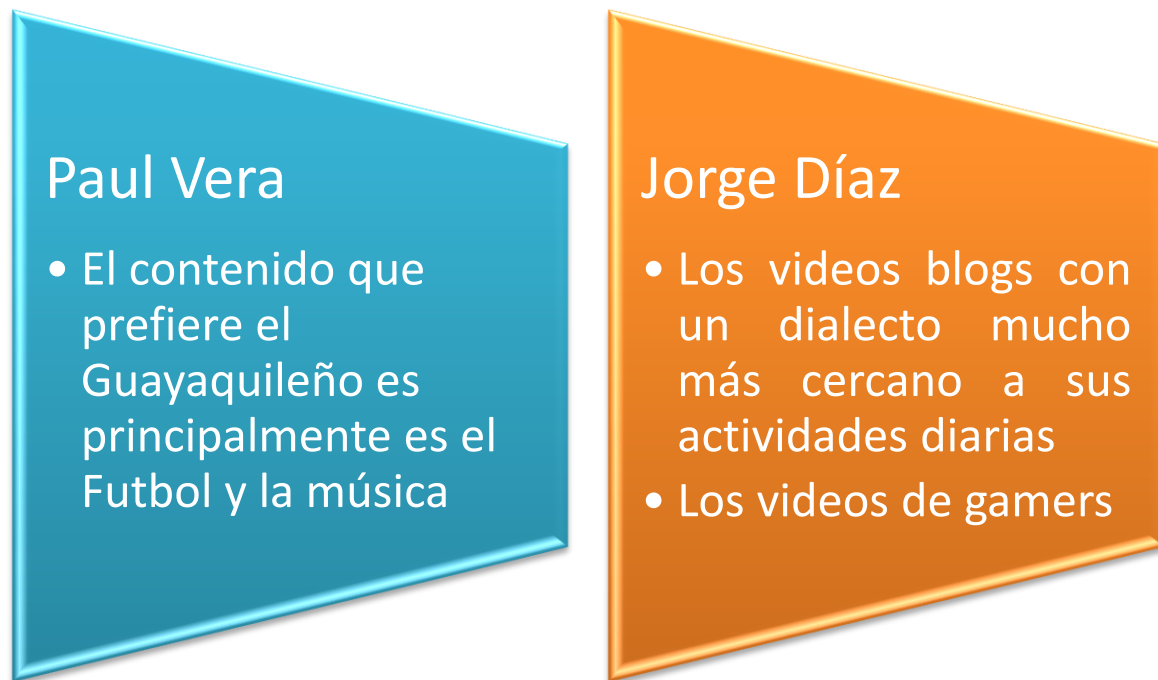 Paul Vera
• El contenido que
prefiere el
Guayaquileño es
principalmente es el
Futbol y la música
Jorge Díaz
• Los videos blogs con
un dialecto mucho
más cercano a sus
actividades diarias
• Los videos de gamers